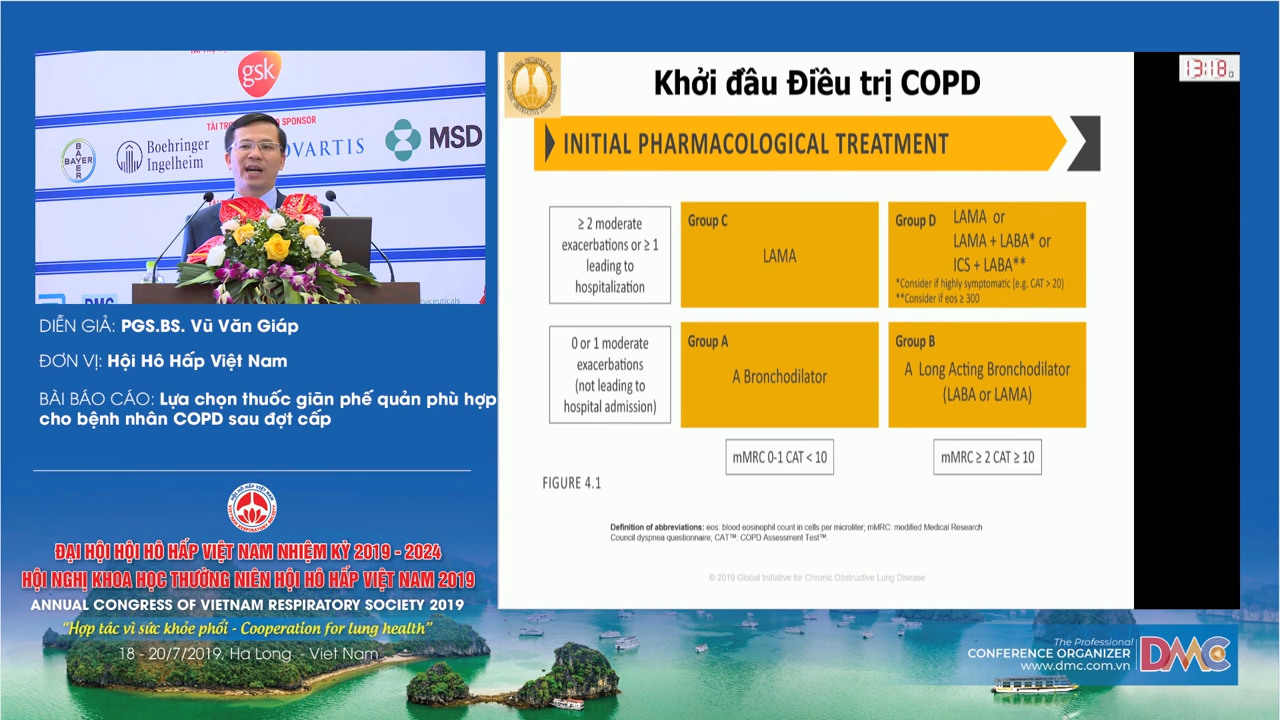 gsk
BAYER
BAYER
Boehringer
Ingelheim
MSD
DMC
DIỄN GIẢ: PGS.BS. Vũ Văn Giáp
ĐƠN VỊ: Hội Hô Hấp Việt Nam
BÀI BÁO CÁO: Lựa chọn thuốc giãn phế quản phù hợp
cho bệnh nhân COPD sau đợt cấp
HỘI HÔ HẤP VIỆT NAM
VIETNAM RESPIRATORY SOCIETY
ĐẠI HỘI HỘI HÔ HẤP VIỆT NAM NHIỆM KỲ 2019 - 2024
HỘI NGHỊ KHOA HỌC THƯỜNG NIÊN HỘI HÔ HẤP VIỆT NAM 2019
ANNUAL CONGRESS OF VIETNAM RESPIRATORY SOCIETY 2019
“Hợp tác vì sức khỏe phổi - Cooperation for lung health”
18 - 20/7/2019, Ha Long - Viet Nam
13:18
Khởi đầu Điều trị COPD
INITIAL PHARMACOLOGICAL TREATMENT
≥ 2 moderate
exacerbations or ≥ 1
leading to
hospitalization
Group C
LAMA
Group D
LAMA or
LAMA + LABA* or
ICS + LABA**
*Consider if highly symptomatic (e.g. CAT > 20)
**Consider if eos ≥ 300
0 or 1 moderate
exacerbations
(not leading to
hospital admission)
Group A
A Bronchodilator
Group B
A Long Acting Bronchodilator
(LABA or LAMA)
mMRC 0-1 CAT < 10
mMRC ≥ 2 CAT ≥ 10
FIGURE 4.1
Definition of abbreviations: eos: blood eosinophil count in cells per microliter; mMRC: modified Medical Research
Council dyspnea questionnaire; CAT™: COPD Assessment Test™.
© 2019 Global Initiative for Chronic Obstructive Lung Disease
The Professional
CONFERENCE ORGANIZER
www.dmc.com.vn
DMC